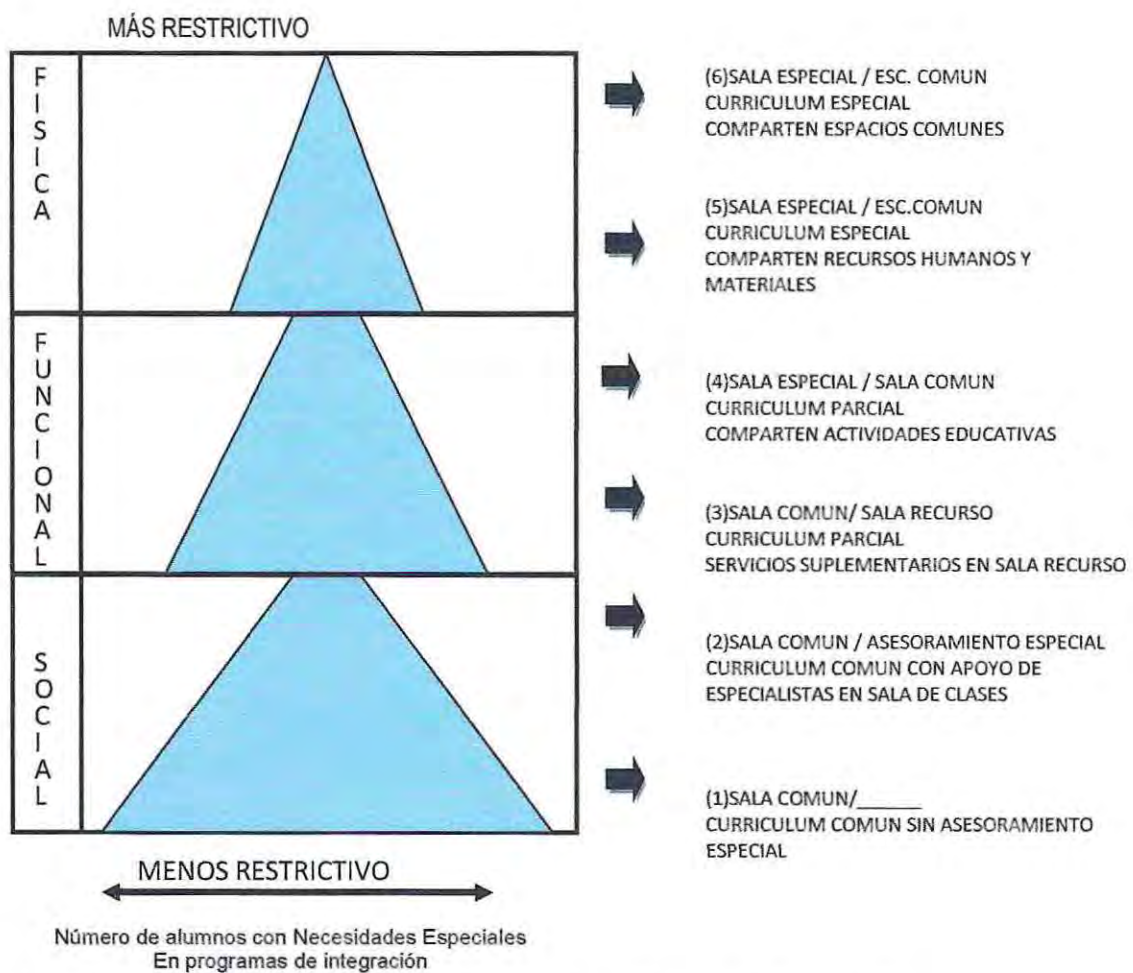 MÁS RESTRICTIVO
FISICA
(6)SALA ESPECIAL / ESC. COMUN
CURRICULUM ESPECIAL
COMPARTEN ESPACIOS COMUNES
(5)SALA ESPECIAL / ESC.COMUN
CURRICULUM ESPECIAL
COMPARTEN RECURSOS HUMANOS Y
MATERIALES
FUNCIONAL
(4)SALA ESPECIAL / SALA COMUN
CURRICULUM PARCIAL
COMPARTEN ACTIVIDADES EDUCATIVAS
(3)SALA COMUN/ SALA RECURSO
CURRICULUM PARCIAL
SERVICIOS SUPLEMENTARIOS EN SALA RECURSO
SOCIAL
(2)SALA COMUN / ASESORAMIENTO ESPECIAL
CURRICULUM COMUN CON APOYO DE
ESPECIALISTAS EN SALA DE CLASES
(1)SALA COMUN/______
CURRICULUM COMUN SIN ASESORAMIENTO
ESPECIAL
MENOS RESTRICTIVO
Número de alumnos con Necesidades Especiales
En programas de integración